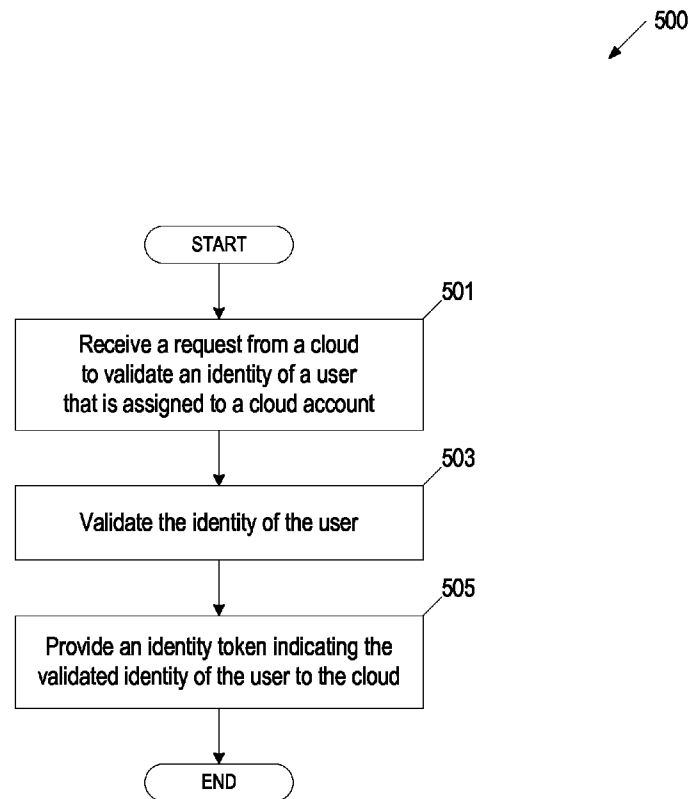 500
START
501
Receive a request from a cloud
to validate an identity of a user
that is assigned to a cloud account
503
Validate the identity of the user
505
Provide an identity token indicating the
validated identity of the user to the cloud
END